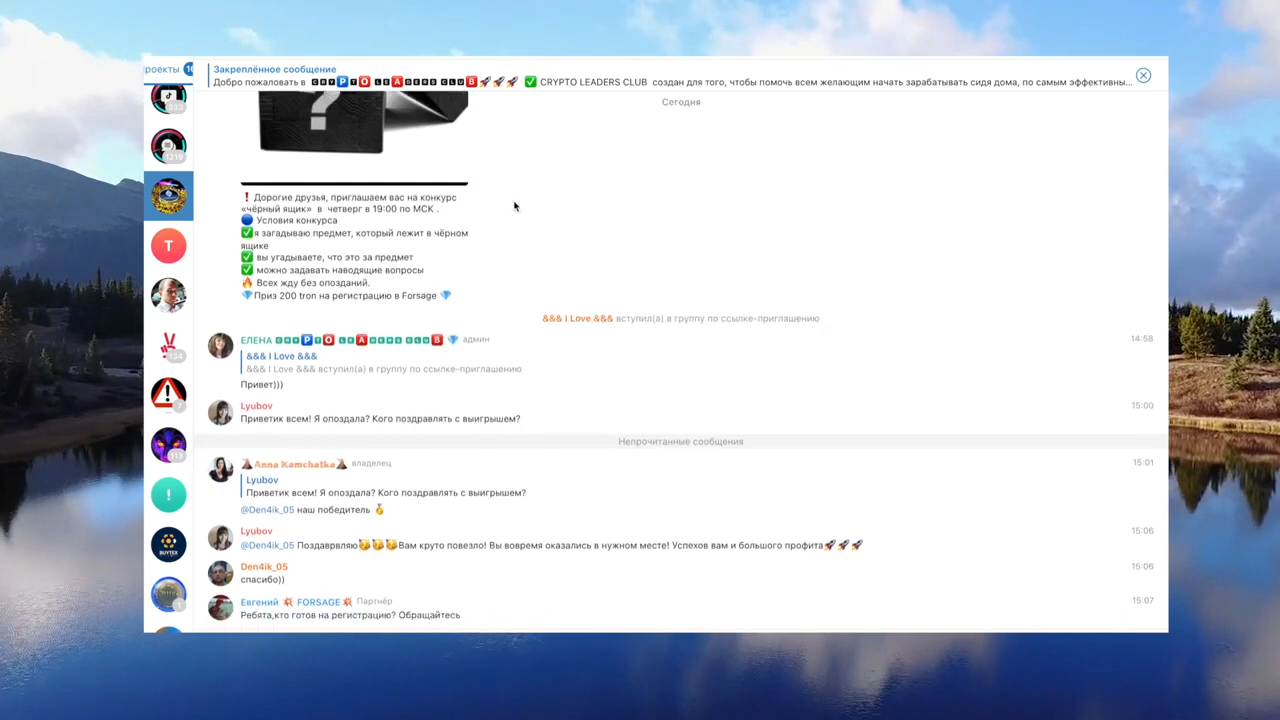 роекты 16
Закреплённое сообщение
Добро пожаловать в 🅲🆁🆈🅿🆃🅾 🅻🅴🅰🅳🅴🆁🆂 🅲🅻🆄🅱🚀🚀🚀 ✅ CRYPTO LEADERS CLUB создан для того, чтобы помочь всем желающим начать зарабатывать сидя дома, по самым эффективны...
Сегодня
1219
?
❗ Дорогие друзья, приглашаем вас на конкурс
«чёрный ящик» в четверг в 19:00 по МСК .
🔵 Условия конкурса
✅я загадываю предмет, который лежит в чёрном
ящике
✅ вы угадываете, что это за предмет
✅ можно задавать наводящие вопросы
🔥 Всех жду без опозданий.
💎Приз 200 tron на регистрацию в Forsage 💎
T
&&& I Love &&& вступил(а) в группу по ссылке-приглашению
134
ЕЛЕНА 🅲🆁🆈🅿🆃🅾 🅻🅴🅰🅳🅴🆁🆂 🅲🅻🆄🅱 💎 админ 14:58
&&& I Love &&&
&&& I Love &&& вступил(а) в группу по ссылке-приглашению
Привет)))
Lyubov 15:00
Приветик всем! Я опоздала? Кого поздравлять с выигрышем?
Непрочитанные сообщения
113
🌋Anna Kamchatka🌋 владелец 15:01
Lyubov
Приветик всем! Я опоздала? Кого поздравлять с выигрышем?
@Den4ik_05 наш победитель 🥇
!
Lyubov 15:06
@Den4ik_05 Поздаврвляю🥳🥳🥳Вам круто повезло! Вы вовремя оказались в нужном месте! Успехов вам и большого профита🚀🚀🚀
BUYTEX
Den4ik_05 15:06
спасибо))
Евгений 💥 FORSAGE💥 Партнёр 15:07
Ребята,кто готов на регистрацию? Обращайтесь
1